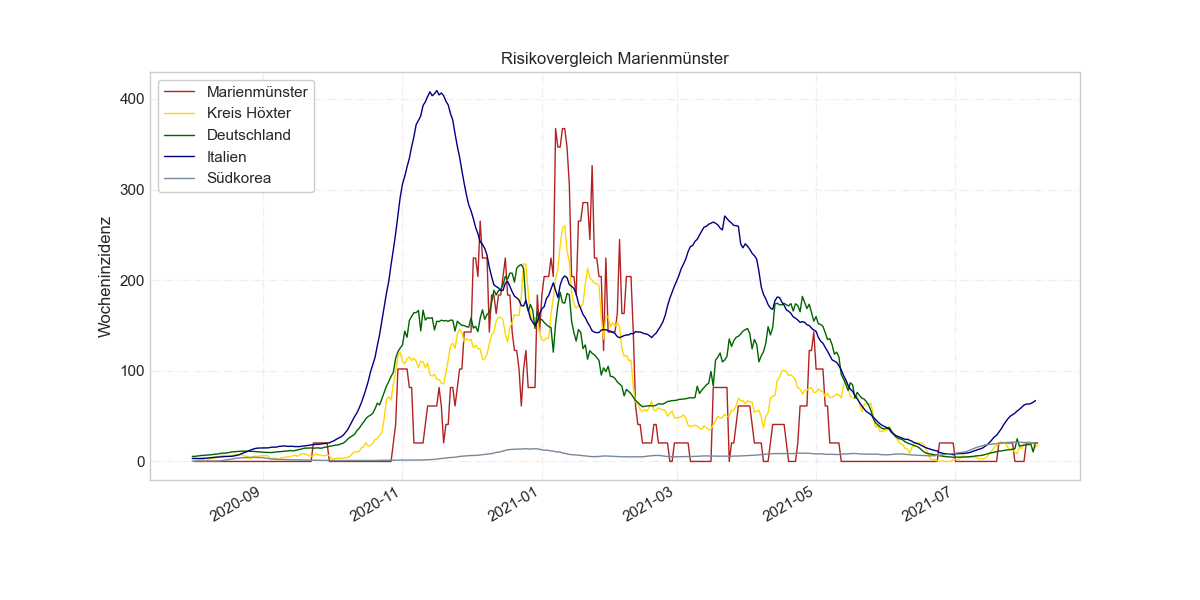 Risikovergleich Marienmünster
Marienmünster
Kreis Höxter
Deutschland
Italien
Südkorea
Wocheninzidenz
400
300
200
100
0
2020-09
2020-11
2021-01
2021-03
2021-05
2021-07